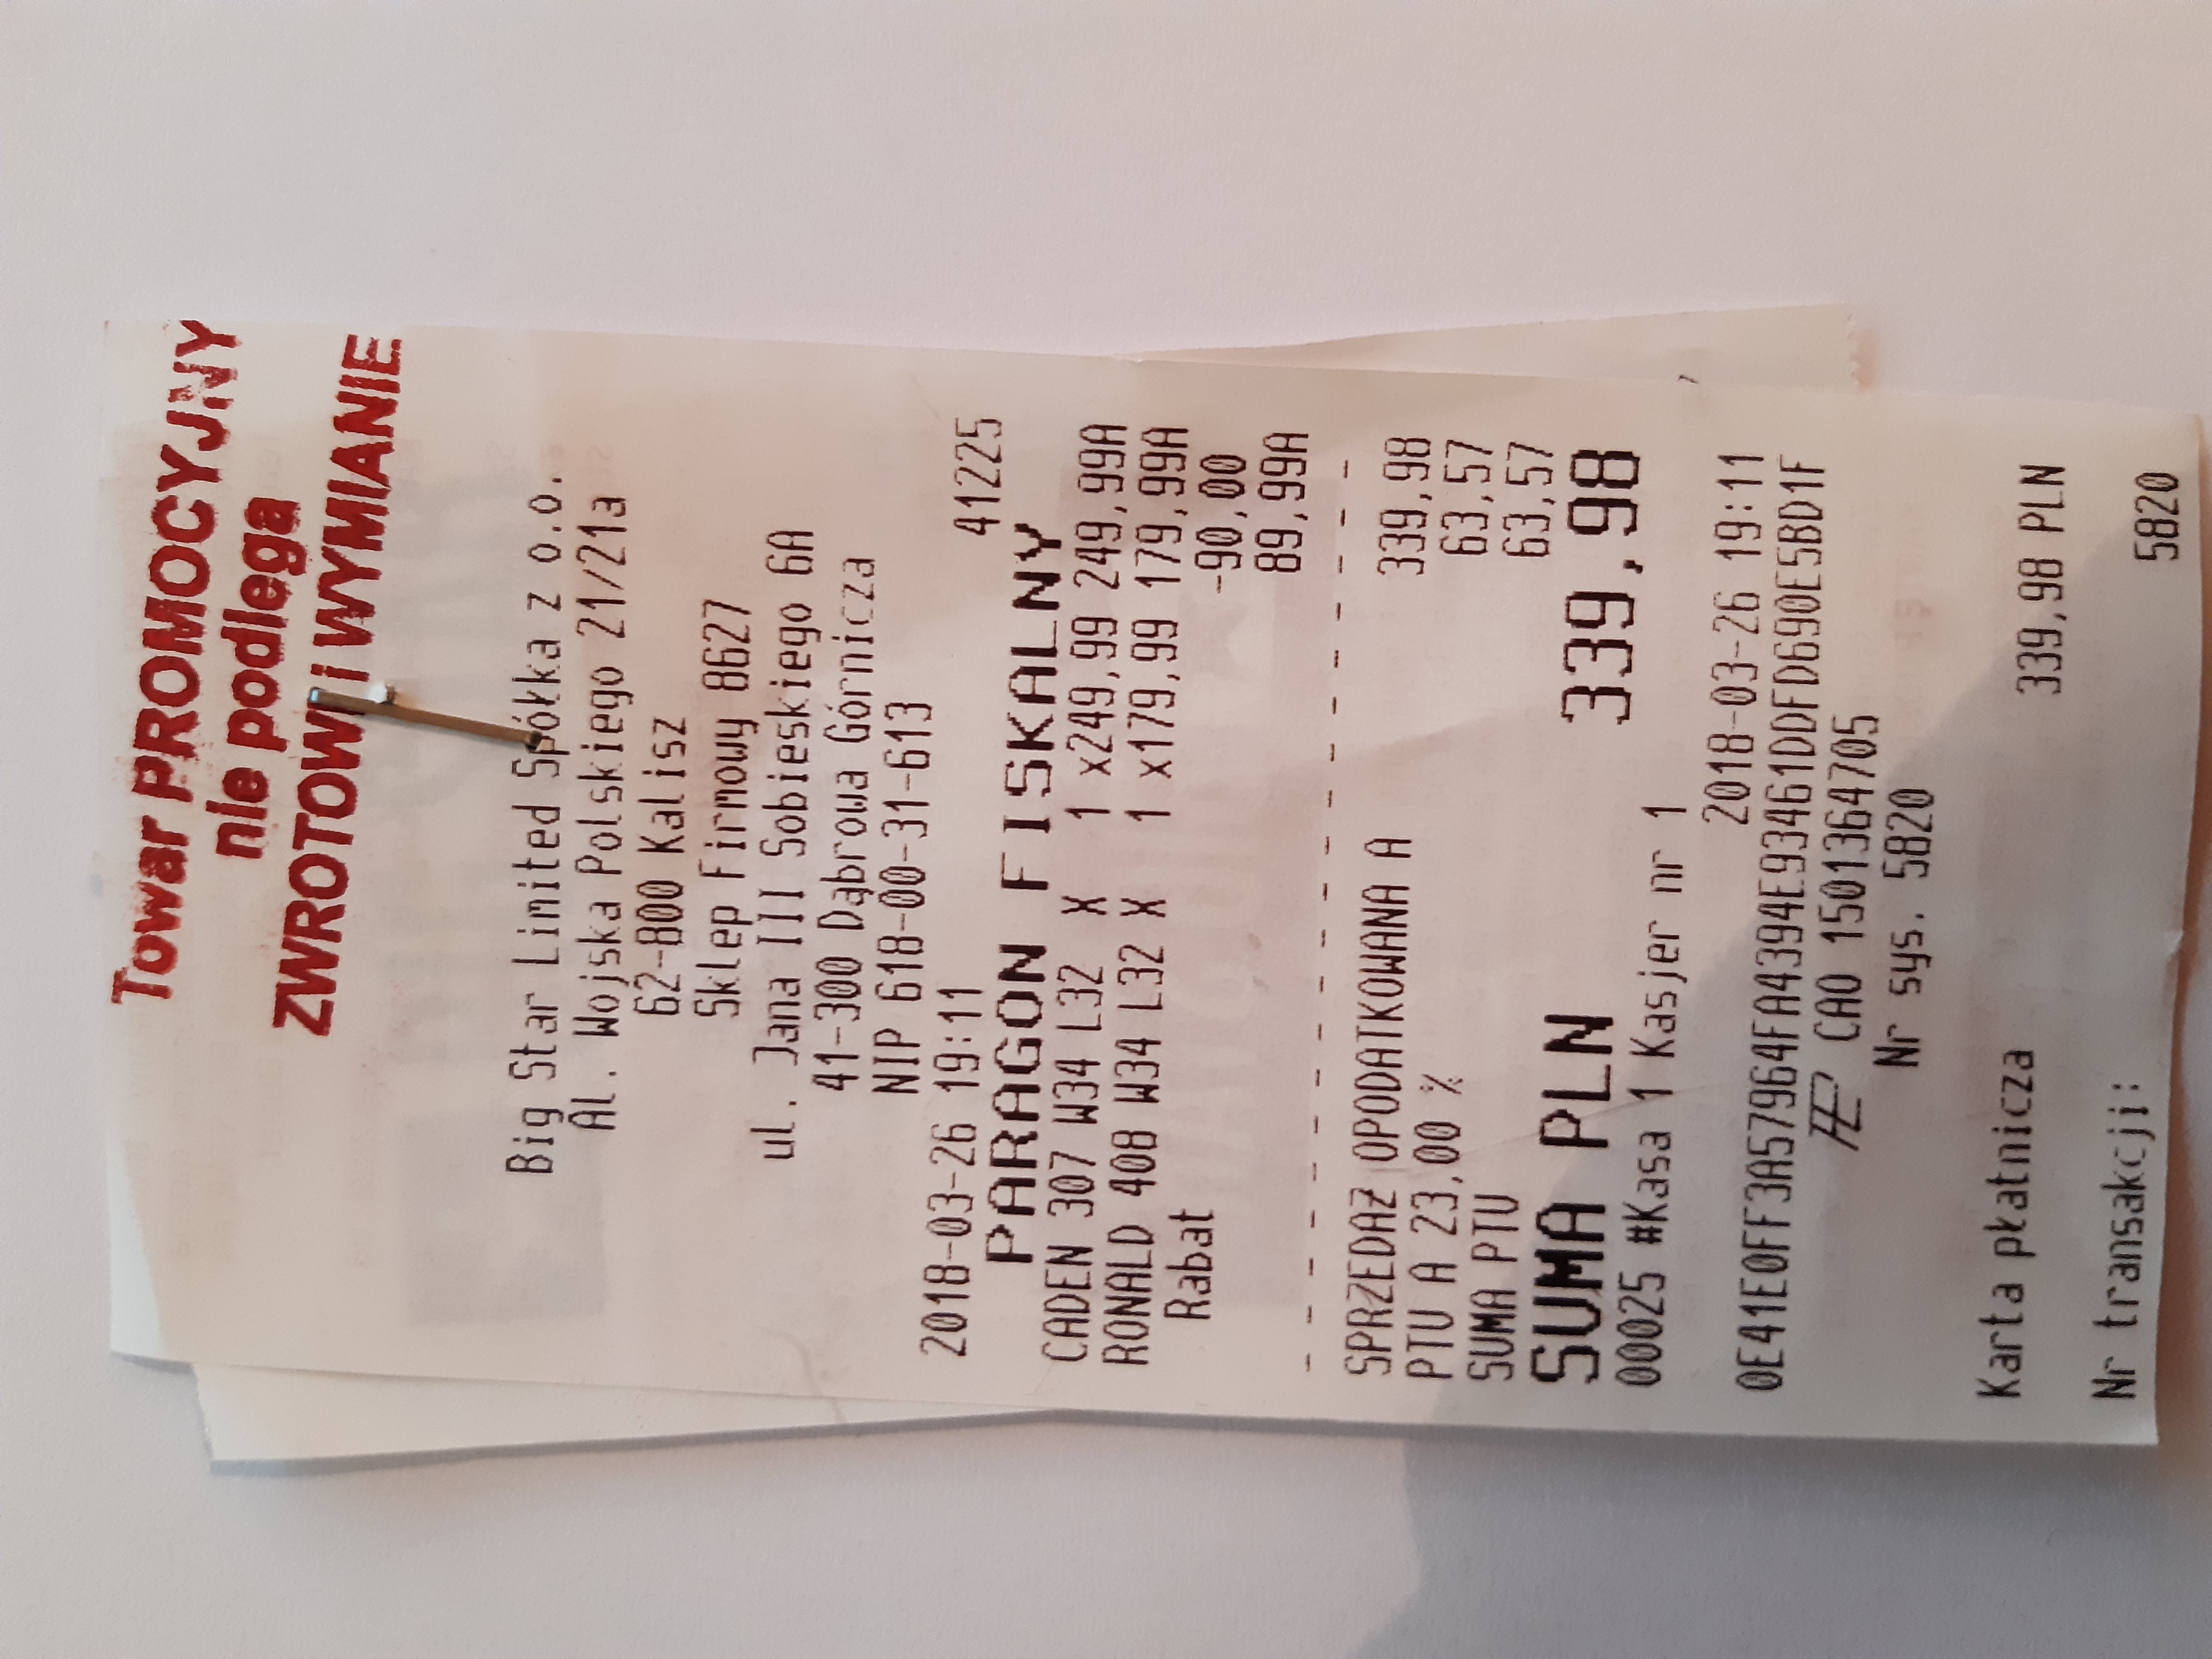 Towar PROMOCYJNY
nie podlega
ZWROTOWI i WYMIANIE
Big Star Limited Spółka z o.o.
Al. Wojska Polskiego 21/21a
62-800 Kalisz
Sklep Firmowy 8627
ul. Jana III Sobieskiego 6A
41-300 Dąbrowa Górnicza
NIP 618-00-31-613
2018-03-26 19:11 41225
PARAGON FISKALNY
CADEN 307 W34 L32 X 1 x249,99 249,99A
RONALD 408 W34 L32 X 1 x179,99 179,99A
Rabat -90,00
89,99A
SPRZEDAŻ OPODATKOWANA A 339,98
PTU A 23,00 % 63,57
SUMA PTU 63,57
SUMA PLN 339,98
00025 #Kasa 1 Kasjer nr 1
2018-03-26 19:11
0E41E0FF3A57964FA4394E93461DDFD690E5BD1F
CAO 1501364705
Nr sys. 5820
Karta płatnicza 339,98 PLN
Nr transakcji: 5820